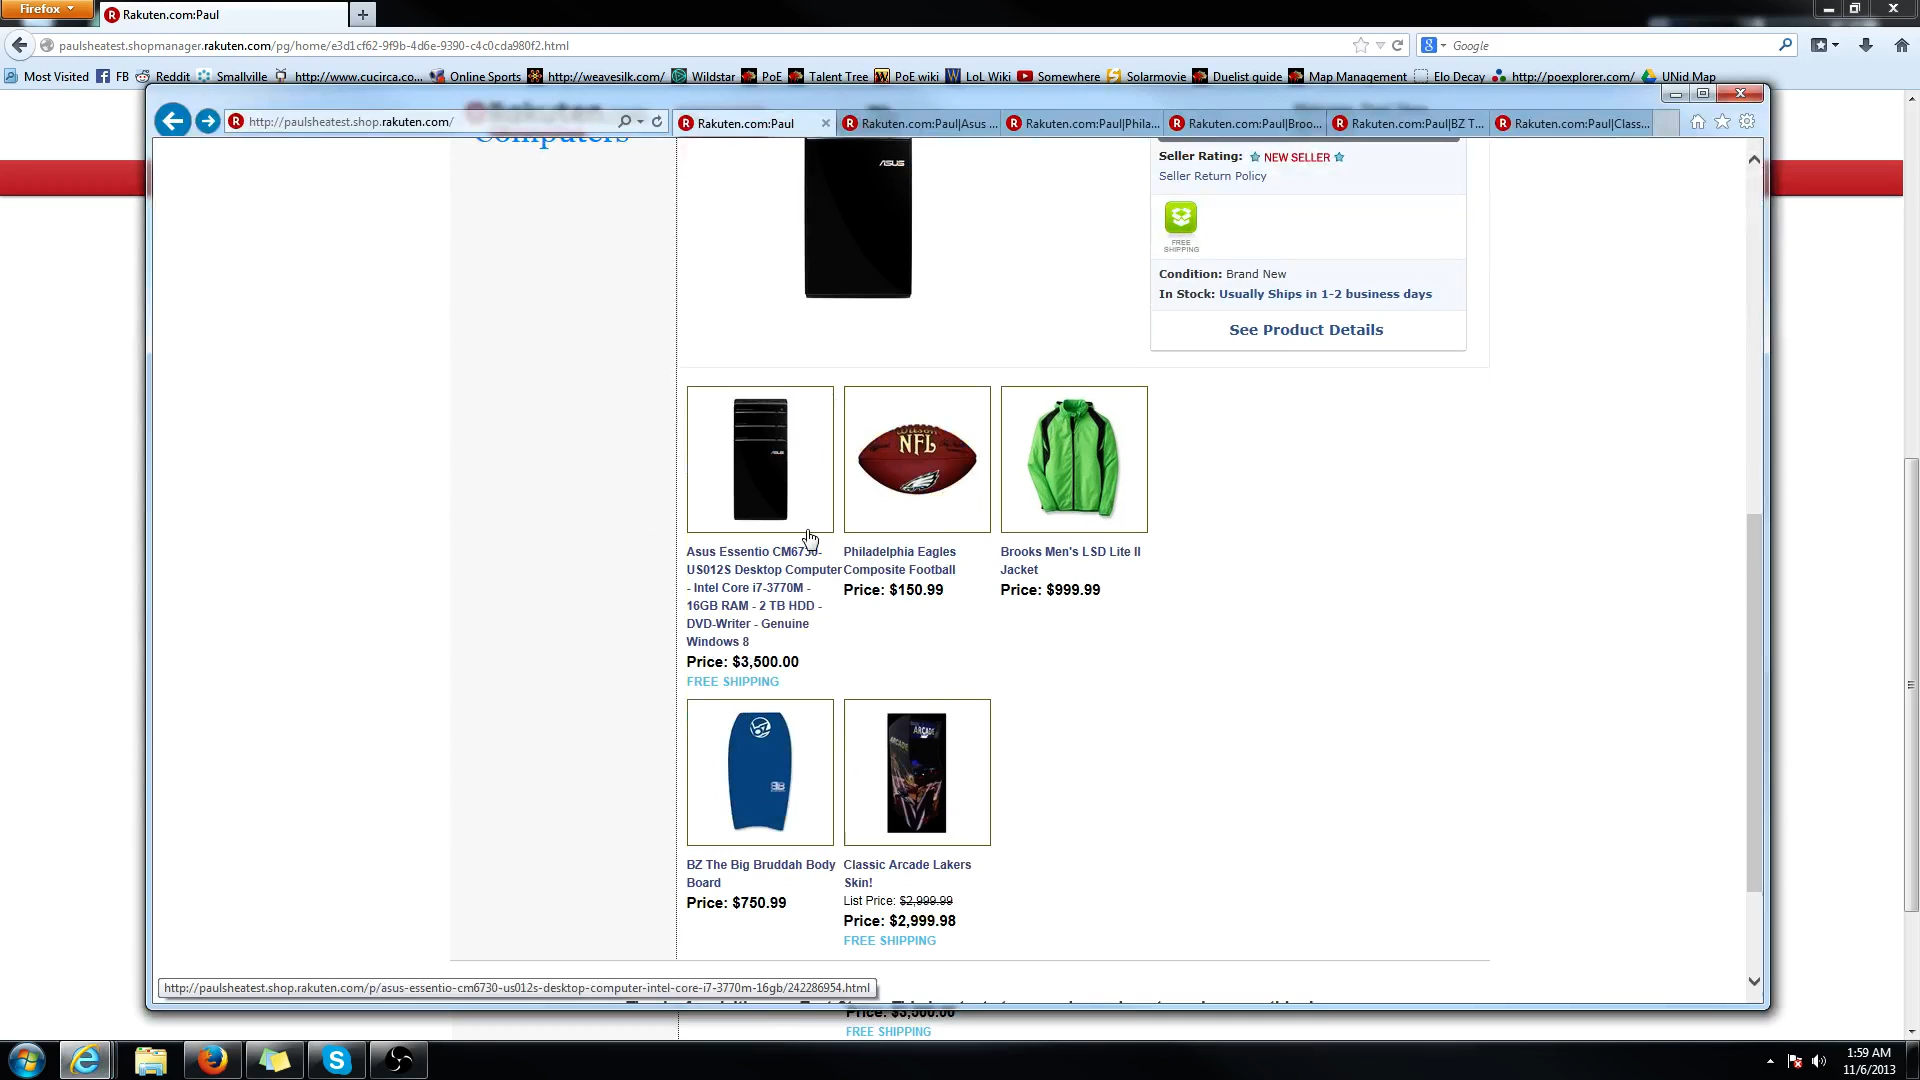 Firefox
Rakuten.com:Paul
paulsheatest.shopmanager.rakuten.com/pg/home/e3d1cf62-9f9b-4d6e-9390-c4c0cda980f2.html
Google
Most Visited FB Reddit Smallville http://www.cucirca.co... Online Sports http://weavesilk.com/ Wildstar PoE Talent Tree PoE wiki LoL Wiki Somewhere Solarmovie Duelist guide Map Management Elo Decay http://poexplorer.com/ UNid Map
http://paulsheatest.shop.rakuten.com/
Rakuten.com:Paul
Rakuten.com:Paul|Asus ...
Rakuten.com:Paul|Phila...
Rakuten.com:Paul|Broo...
Rakuten.com:Paul|BZ T...
Rakuten.com:Paul|Class...
Computers
ASUS
Seller Rating: NEW SELLER
Seller Return Policy
FREE
SHIPPING
Condition: Brand New
In Stock: Usually Ships in 1-2 business days
See Product Details
ASUS
Wilson
NFL
Asus Essentio CM6730-
US012S Desktop Computer
- Intel Core i7-3770M -
16GB RAM - 2 TB HDD -
DVD-Writer - Genuine
Windows 8
Price: $3,500.00
FREE SHIPPING
Philadelphia Eagles
Composite Football
Price: $150.99
Brooks Men's LSD Lite II
Jacket
Price: $999.99
ARCADE
BZ The Big Bruddah Body
Board
Price: $750.99
Classic Arcade Lakers
Skin!
List Price: $2,999.99
Price: $2,999.98
FREE SHIPPING
http://paulsheatest.shop.rakuten.com/p/asus-essentio-cm6730-us012s-desktop-computer-intel-core-i7-3770m-16gb/242286954.html
Price: $3,500.00
FREE SHIPPING
1:59 AM
11/6/2013